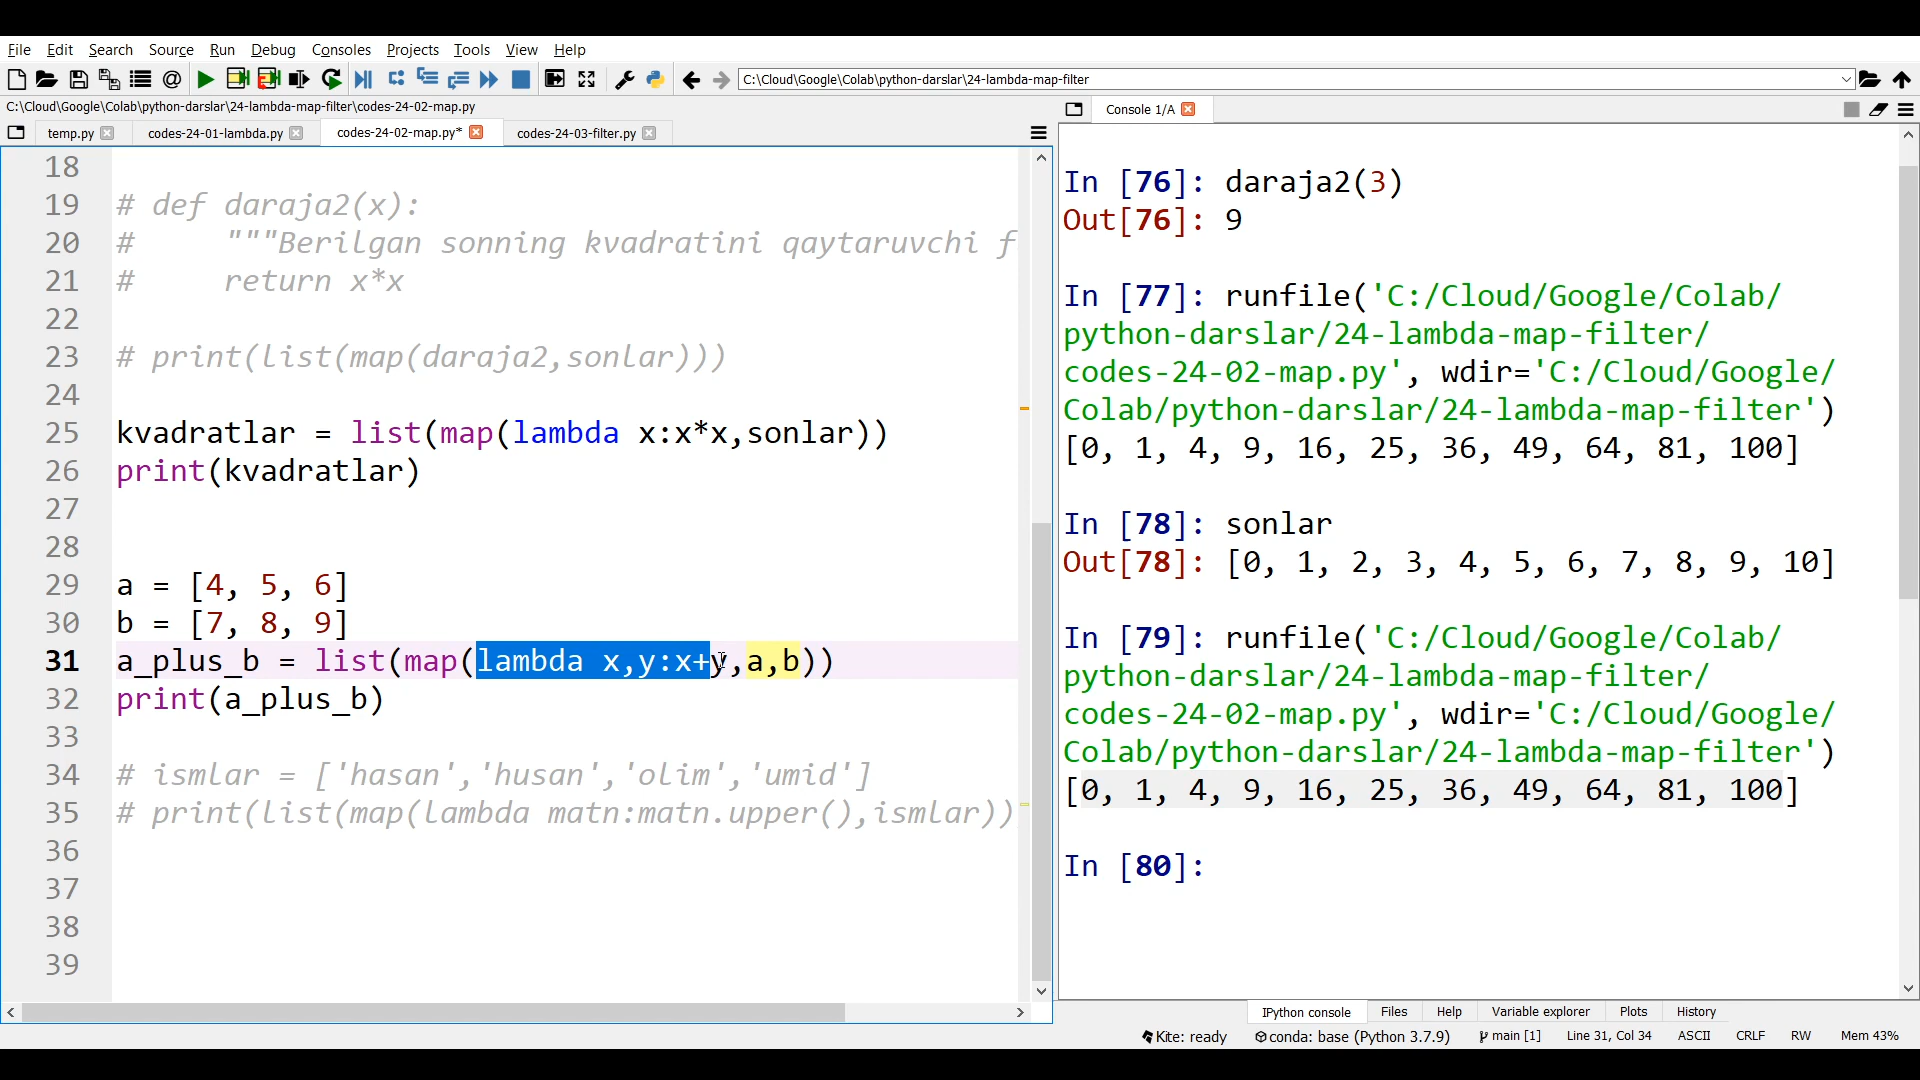 File Edit Search Source Run Debug Consoles Projects Tools View Help
C:\Cloud\Google\Colab\python-darslar\24-lambda-map-filter
C:\Cloud\Google\Colab\python-darslar\24-lambda-map-filter\codes-24-02-map.py
temp.py codes-24-01-lambda.py codes-24-02-map.py* codes-24-03-filter.py
18
19 # def daraja2(x):
20 #     """Berilgan sonning kvadratini qaytaruvchi f
21 #     return x*x
22
23 # print(list(map(daraja2,sonlar)))
24
25 kvadratlar = list(map(lambda x:x*x,sonlar))
26 print(kvadratlar)
27
28
29 a = [4, 5, 6]
30 b = [7, 8, 9]
31 a_plus_b = list(map(lambda x,y:x+y,a,b))
32 print(a_plus_b)
33
34 # ismlar = ['hasan','husan','olim','umid']
35 # print(list(map(lambda matn:matn.upper(),ismlar))
36
37
38
39
Console 1/A
In [76]: daraja2(3)
Out[76]: 9
In [77]: runfile('C:/Cloud/Google/Colab/
python-darslar/24-lambda-map-filter/
codes-24-02-map.py', wdir='C:/Cloud/Google/
Colab/python-darslar/24-lambda-map-filter')
[0, 1, 4, 9, 16, 25, 36, 49, 64, 81, 100]
In [78]: sonlar
Out[78]: [0, 1, 2, 3, 4, 5, 6, 7, 8, 9, 10]
In [79]: runfile('C:/Cloud/Google/Colab/
python-darslar/24-lambda-map-filter/
codes-24-02-map.py', wdir='C:/Cloud/Google/
Colab/python-darslar/24-lambda-map-filter')
[0, 1, 4, 9, 16, 25, 36, 49, 64, 81, 100]
In [80]:
IPython console Files Help Variable explorer Plots History
Kite: ready conda: base (Python 3.7.9) main [1] Line 31, Col 34 ASCII CRLF RW Mem 43%